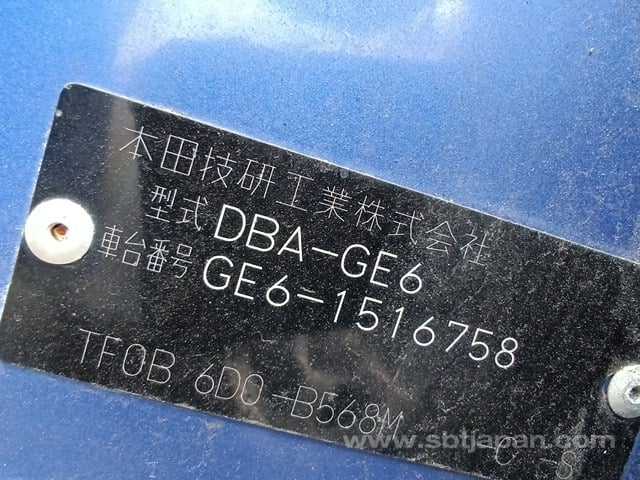 本田技研工業株式会社
型式 DBA-GE6
車台番号 GE6-1516758
TF0B 6D0-B568M C -S
www.sbtjapan.com